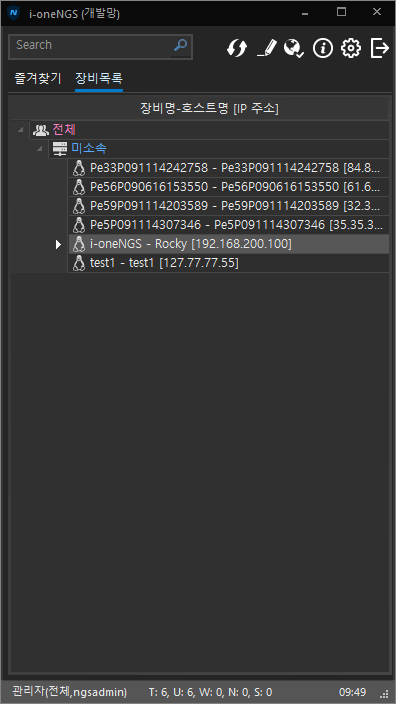 i-oneNGS (개발망)
Search
즐겨찾기 장비목록
장비명-호스트명 [IP 주소]
전체
미소속
Pe33P091114242758 - Pe33P091114242758 [84.8...
Pe56P090616153550 - Pe56P090616153550 [61.6...
Pe59P091114203589 - Pe59P091114203589 [32.3...
Pe5P091114307346 - Pe5P091114307346 [35.35.3...
i-oneNGS - Rocky [192.168.200.100]
test1 - test1 [127.77.77.55]
관리자(전체,ngsadmin) T: 6, U: 6, W: 0, N: 0, S: 0 09:49